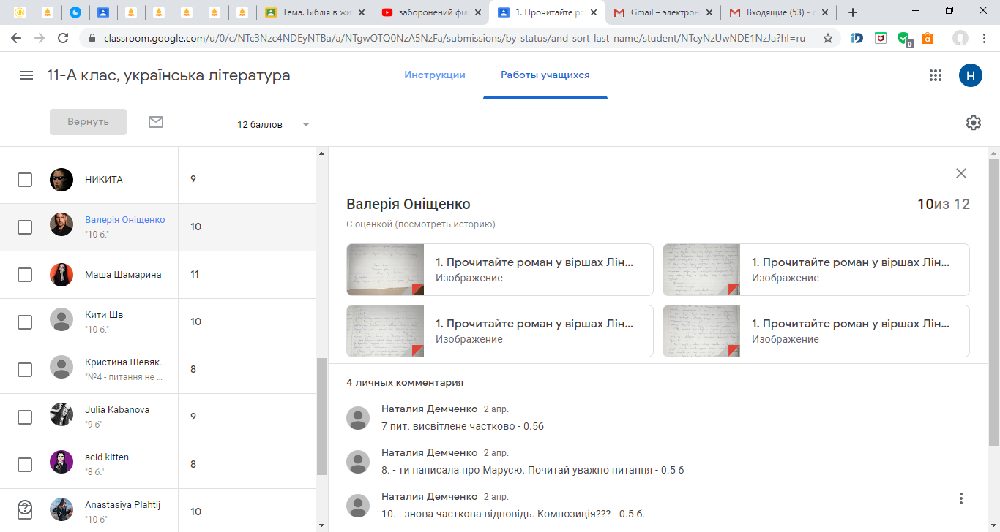 Тема. Біблія в жи
заборонений філ
1. Прочитайте ро
Gmail – электрон
Входящие (53) - c
classroom.google.com/u/0/c/NTc3Nzc4NDEyNTBa/a/NTgwOTQ0NzA5NzFa/submissions/by-status/and-sort-last-name/student/NTcyNzUwNDE1NzJa?hl=ru
0
11-А клас, українська література
Инструкции
Работы учащихся
Н
Вернуть
12 баллов
НИКИТА
9
Валерія Оніщенко
10
"10 б."
Маша Шамарина
11
Кити Шв
10
"10 б."
Кристина Шевяк...
8
"№4 - питання не ...
Julia Kabanova
9
"9 б"
acid kitten
8
"8 б."
Anastasiya Plahtij
10
"10 б"
Валерія Оніщенко
10из 12
С оценкой (посмотреть историю)
1. Прочитайте роман у віршах Лін...
Изображение
1. Прочитайте роман у віршах Лін...
Изображение
1. Прочитайте роман у віршах Лін...
Изображение
1. Прочитайте роман у віршах Лін...
Изображение
4 личных комментария
Наталия Демченко 2 апр.
7 пит. висвітлене частково - 0.5б
Наталия Демченко 2 апр.
8. - ти написала про Марусю. Почитай уважно питання - 0.5 б
Наталия Демченко 2 апр.
10. - знова часткова відповідь. Композиція??? - 0.5 б.